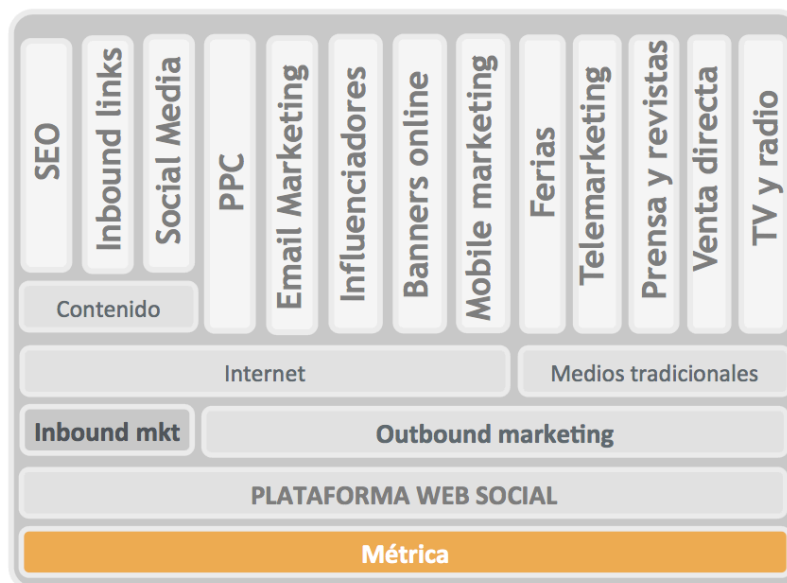 SEO
Inbound links
Social Media
PPC
Email Marketing
Influenciadores
Banners online
Mobile marketing
Ferias
Telemarketing
Prensa y revistas
Venta directa
TV y radio
Contenido
Internet
Medios tradicionales
Inbound mkt
Outbound marketing
PLATAFORMA WEB SOCIAL
Métrica